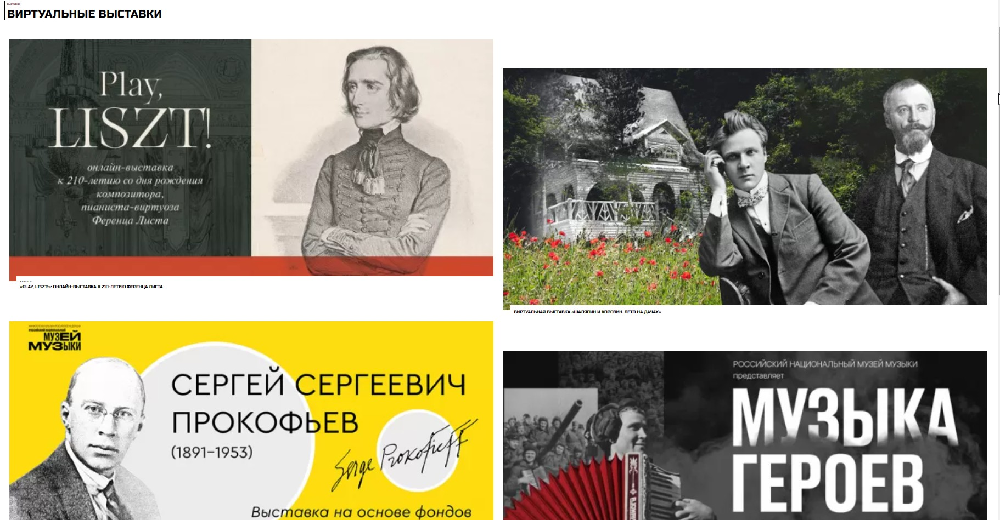 ВЫСТАВКИ
ВИРТУАЛЬНЫЕ ВЫСТАВКИ
Play,
LISZT!
онлайн-выставка
к 210-летию со дня рождения
композитора,
пианиста-виртуоза
Ференца Листа
27.10.2021
«PLAY, LISZT!»: ОНЛАЙН-ВЫСТАВКА К 210-ЛЕТИЮ ФЕРЕНЦА ЛИСТА
ВИРТУАЛЬНАЯ ВЫСТАВКА «ШАЛЯПИН И КОРОВИН. ЛЕТО НА ДАЧАХ»
РОССИЙСКИЙ НАЦИОНАЛЬНЫЙ
МУЗЕЙ
МУЗЫКИ
СЕРГЕЙ СЕРГЕЕВИЧ
ПРОКОФЬЕВ
(1891–1953)
Serge Prokofieff
Выставка на основе фондов
РОССИЙСКИЙ НАЦИОНАЛЬНЫЙ МУЗЕЙ МУЗЫКИ
представляет
МУЗЫКА
ГЕРОЕВ